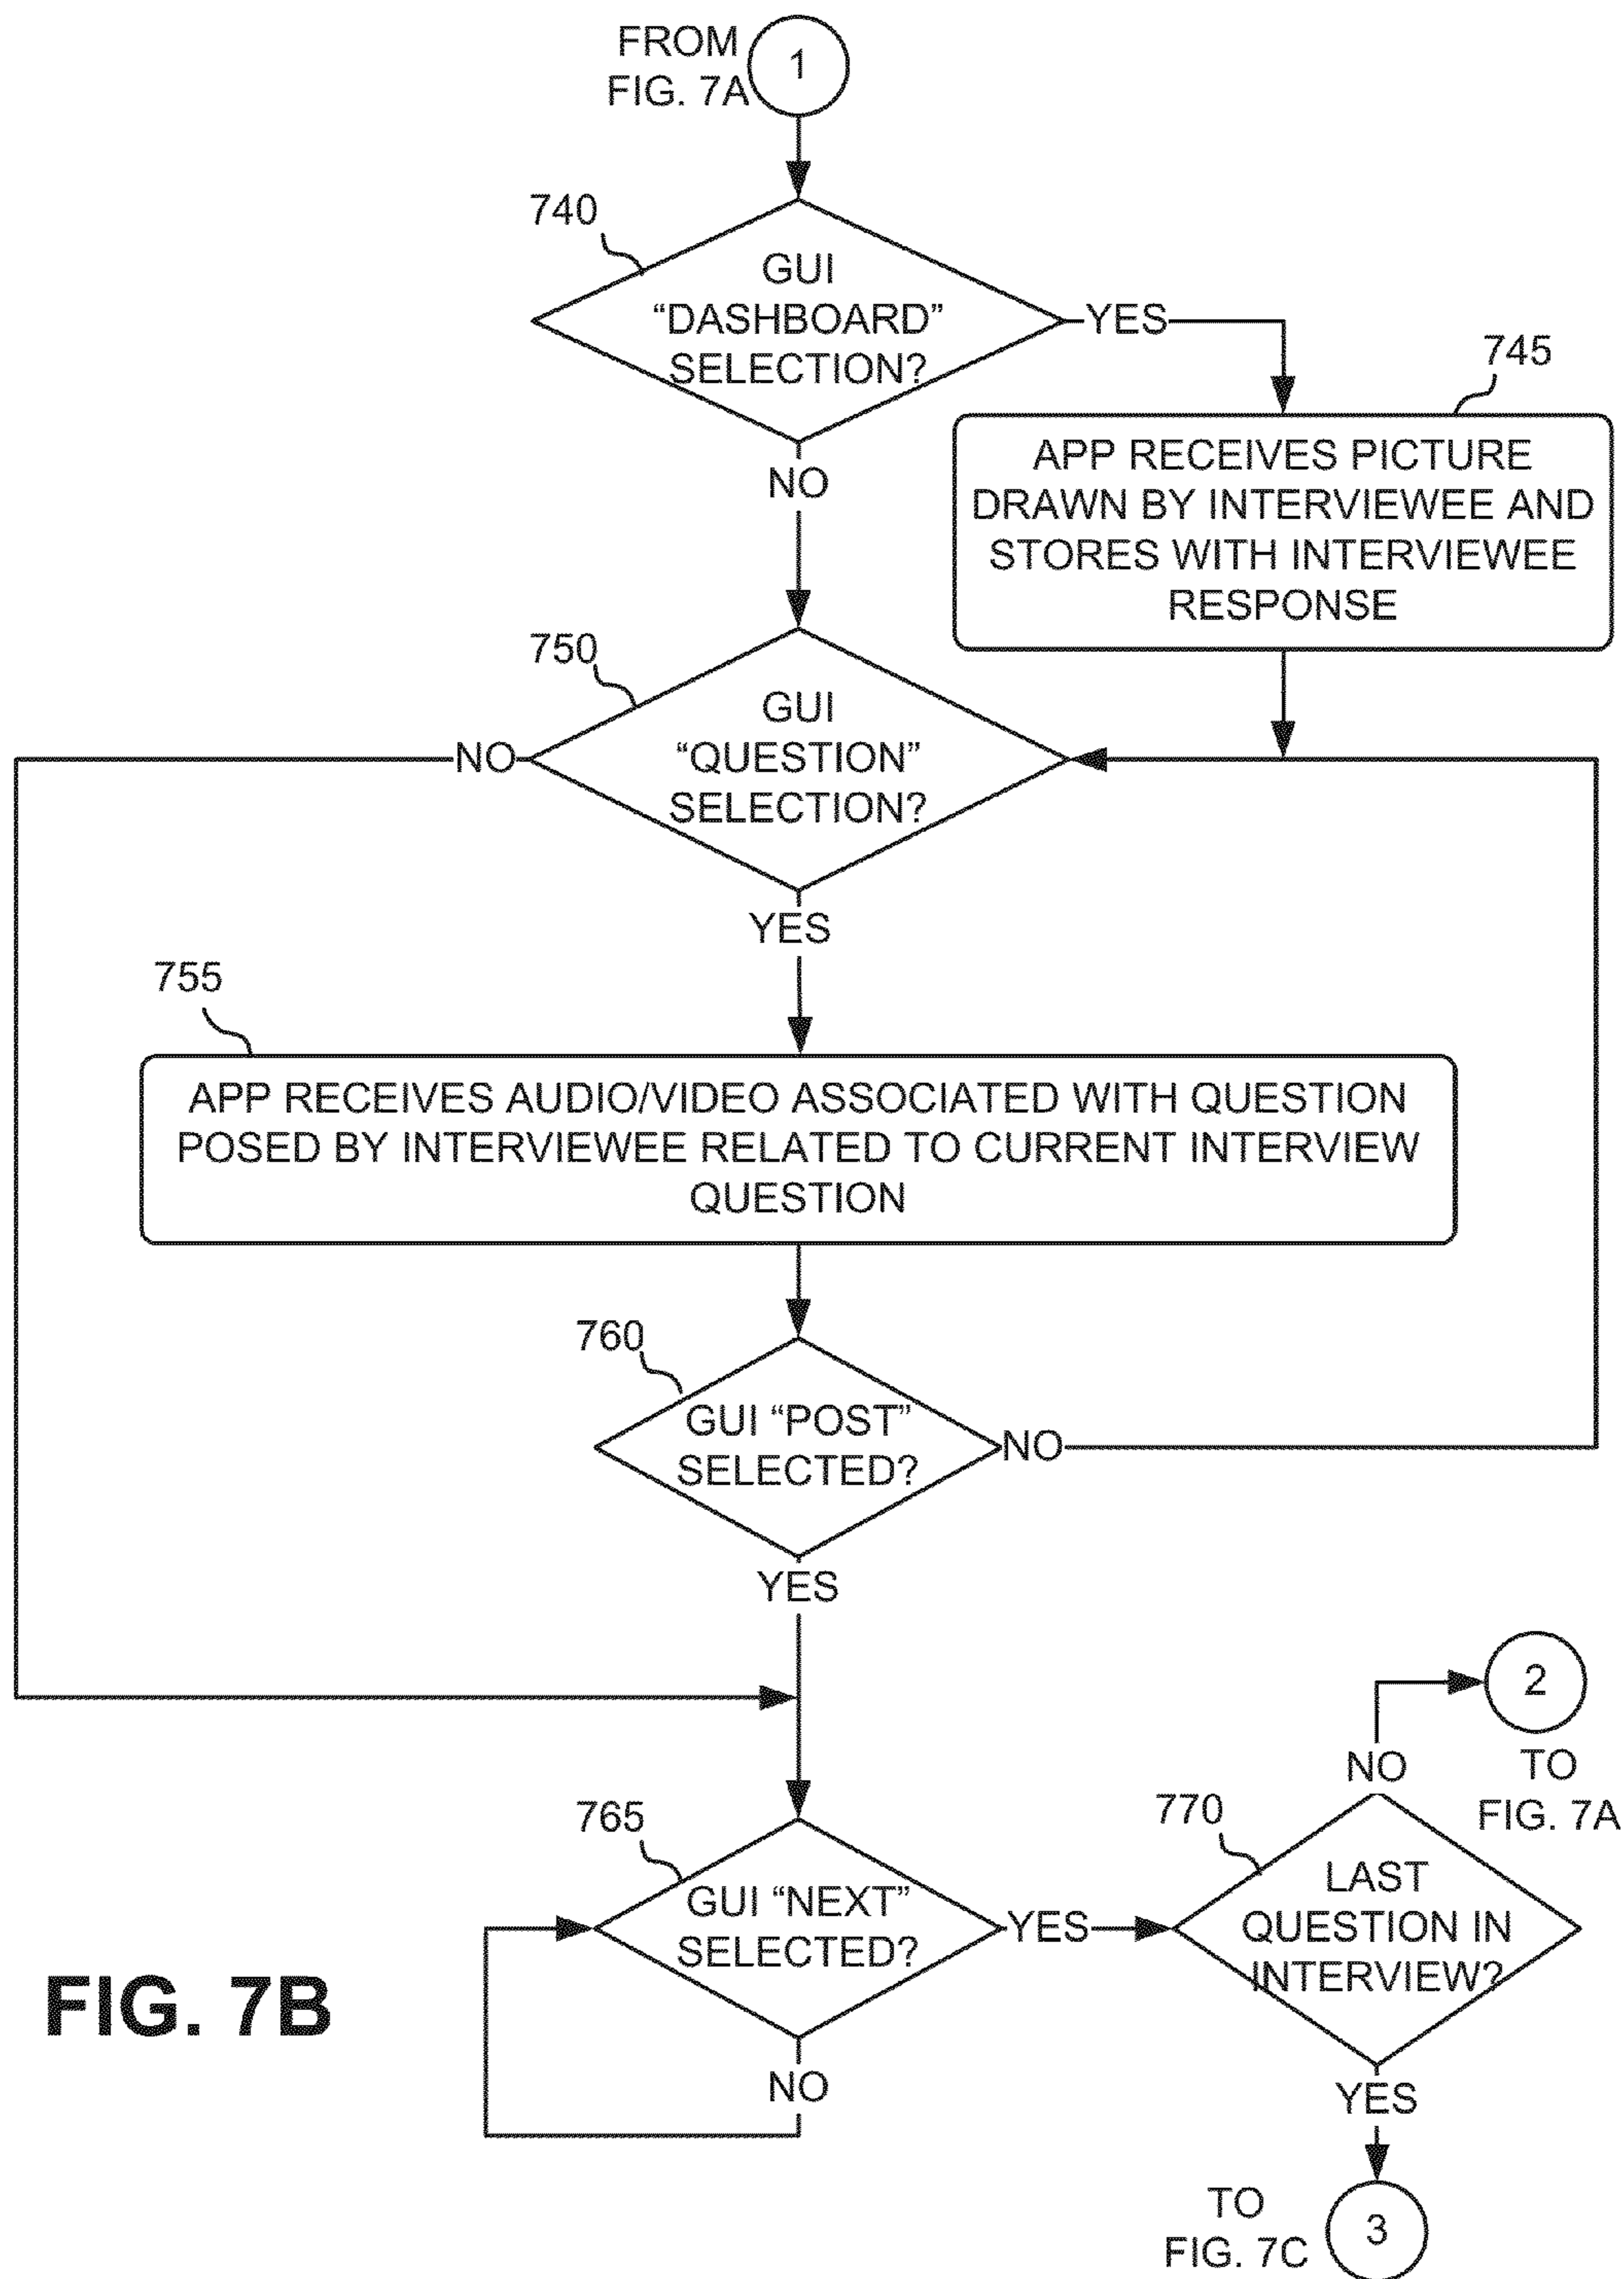 FROM
FIG. 7A
1
740
GUI
“DASHBOARD”
SELECTION?
YES
NO
745
APP RECEIVES PICTURE
DRAWN BY INTERVIEWEE AND
STORES WITH INTERVIEWEE
RESPONSE
750
GUI
“QUESTION”
SELECTION?
NO
YES
755
APP RECEIVES AUDIO/VIDEO ASSOCIATED WITH QUESTION
POSED BY INTERVIEWEE RELATED TO CURRENT INTERVIEW
QUESTION
760
GUI “POST”
SELECTED?
NO
YES
765
GUI “NEXT”
SELECTED?
YES
NO
770
LAST
QUESTION IN
INTERVIEW?
NO
2
TO
FIG. 7A
YES
TO
FIG. 7C
3
FIG. 7B